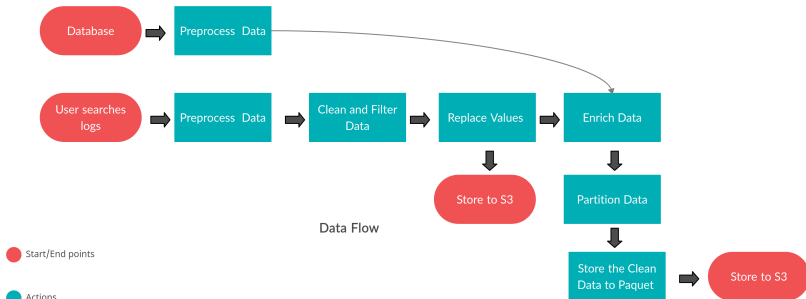 Database
Preprocess Data
User searches
logs
Preprocess Data
Clean and Filter
Data
Replace Values
Enrich Data
Store to S3
Partition Data
Data Flow
Start/End points
Store the Clean
Data to Paquet
Store to S3
Actions